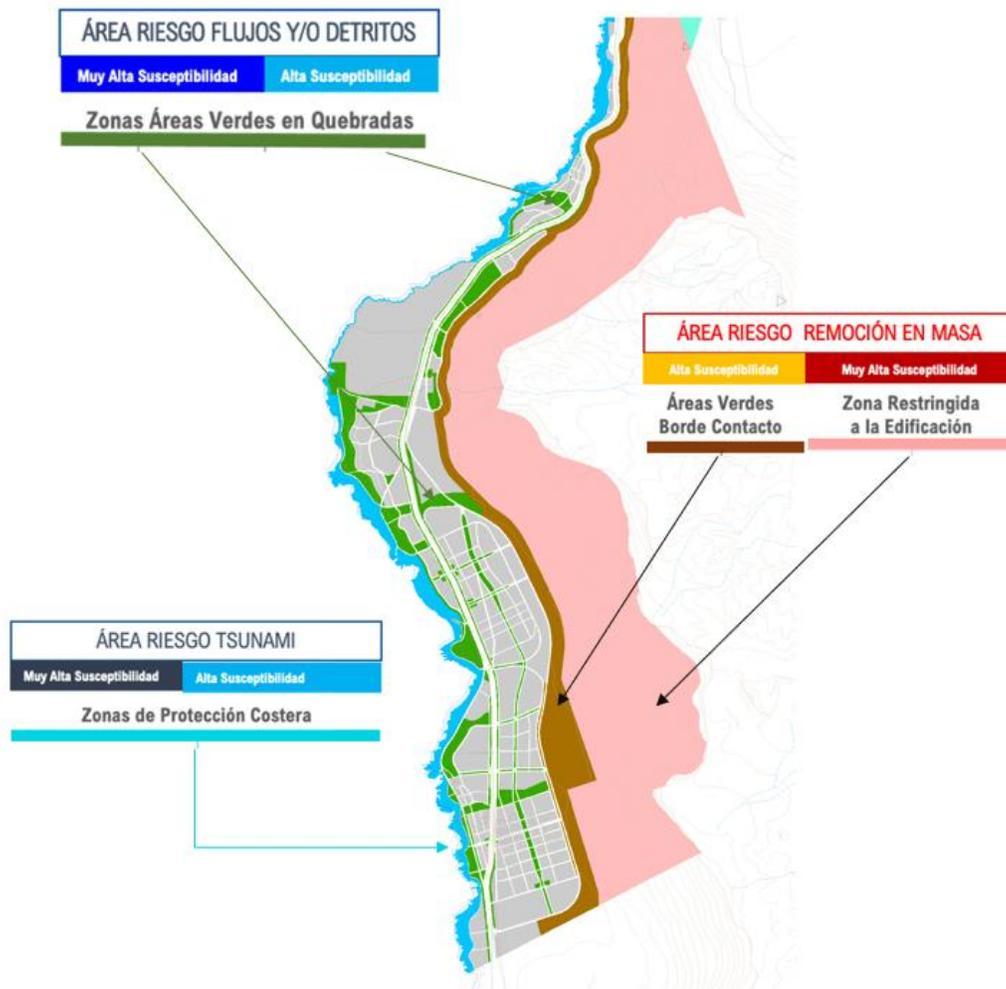 ÁREA RIESGO FLUJOS Y/O DETRITOS
Muy Alta Susceptibilidad
Alta Susceptibilidad
Zonas Áreas Verdes en Quebradas
ÁREA RIESGO REMOCIÓN EN MASA
Alta Susceptibilidad
Muy Alta Susceptibilidad
Áreas Verdes
Borde Contacto
Zona Restringida
a la Edificación
ÁREA RIESGO TSUNAMI
Muy Alta Susceptibilidad
Alta Susceptibilidad
Zonas de Protección Costera